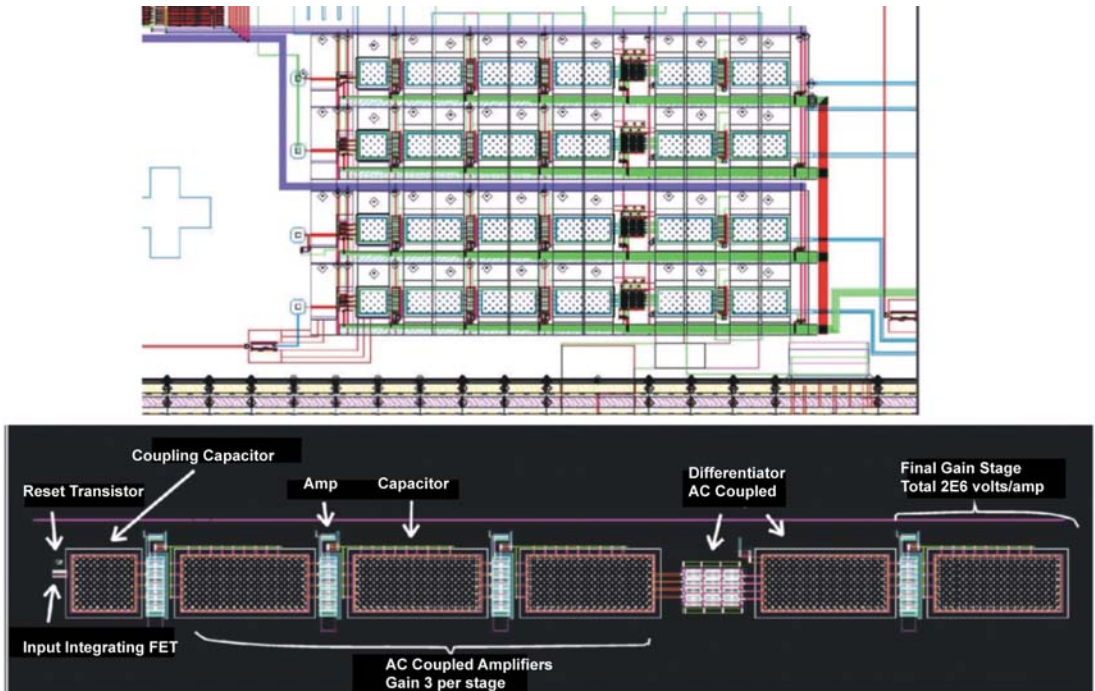 Coupling Capacitor
Reset Transistor
Amp
Capacitor
Differentiator
AC Coupled
Final Gain Stage
Total 2E6 volts/amp
Input Integrating FET
AC Coupled Amplifiers
Gain 3 per stage